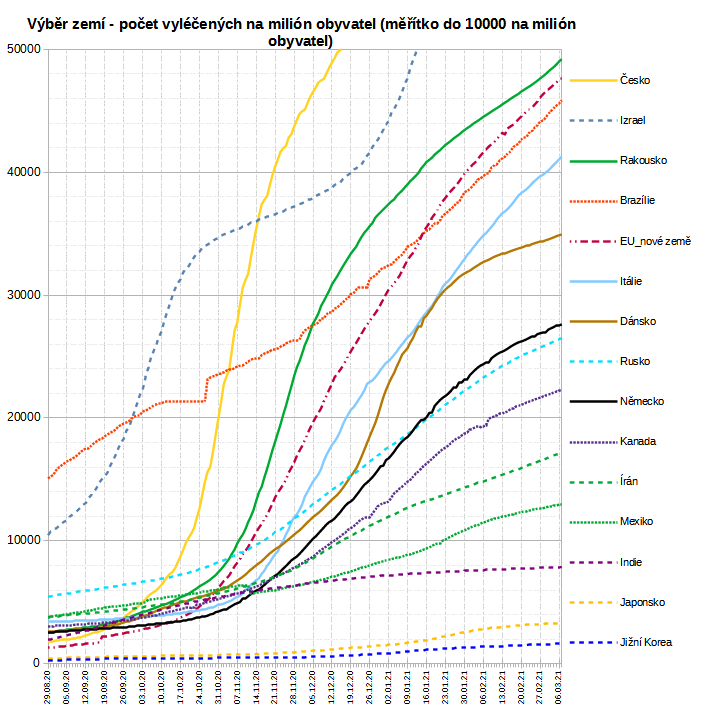 Výběr zemí - počet vyléčených na milión obyvatel (měřítko do 10000 na milión
obyvatel)
50000
40000
30000
20000
10000
0
Česko
Izrael
Rakousko
Brazílie
EU_nové země
Itálie
Dánsko
Rusko
Německo
Kanada
Írán
Mexiko
Indie
Japonsko
Jižní Korea
29.08.20
05.09.20
12.09.20
19.09.20
26.09.20
03.10.20
10.10.20
17.10.20
24.10.20
31.10.20
07.11.20
14.11.20
21.11.20
28.11.20
05.12.20
12.12.20
19.12.20
26.12.20
02.01.21
09.01.21
16.01.21
23.01.21
30.01.21
06.02.21
13.02.21
20.02.21
27.02.21
06.03.21